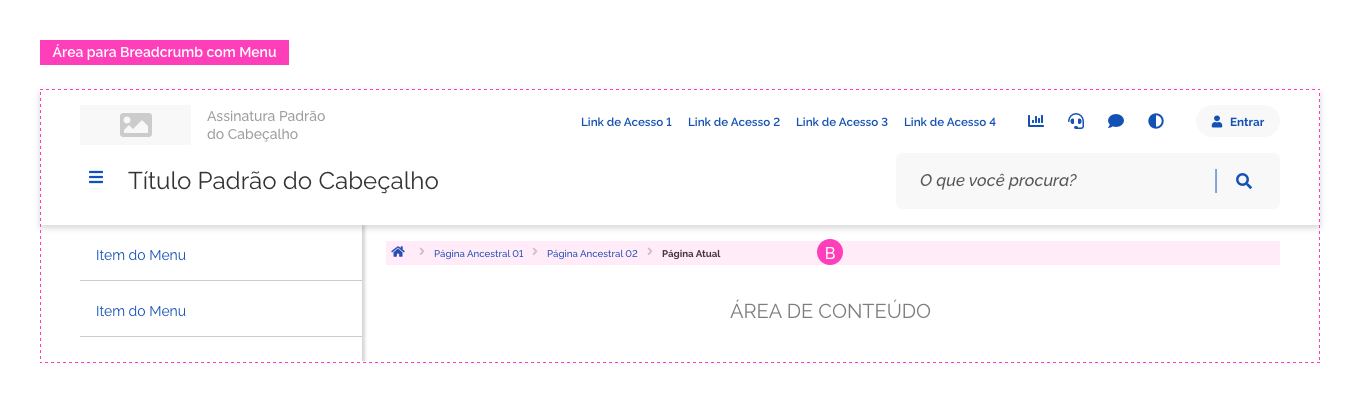 Área para Breadcrumb com Menu
Assinatura Padrão
do Cabeçalho
Link de Acesso 1 Link de Acesso 2 Link de Acesso 3 Link de Acesso 4 Entrar
Título Padrão do Cabeçalho
O que você procura?
Item do Menu
Página Ancestral 01 Página Ancestral 02 Página Atual B
Item do Menu
ÁREA DE CONTEÚDO